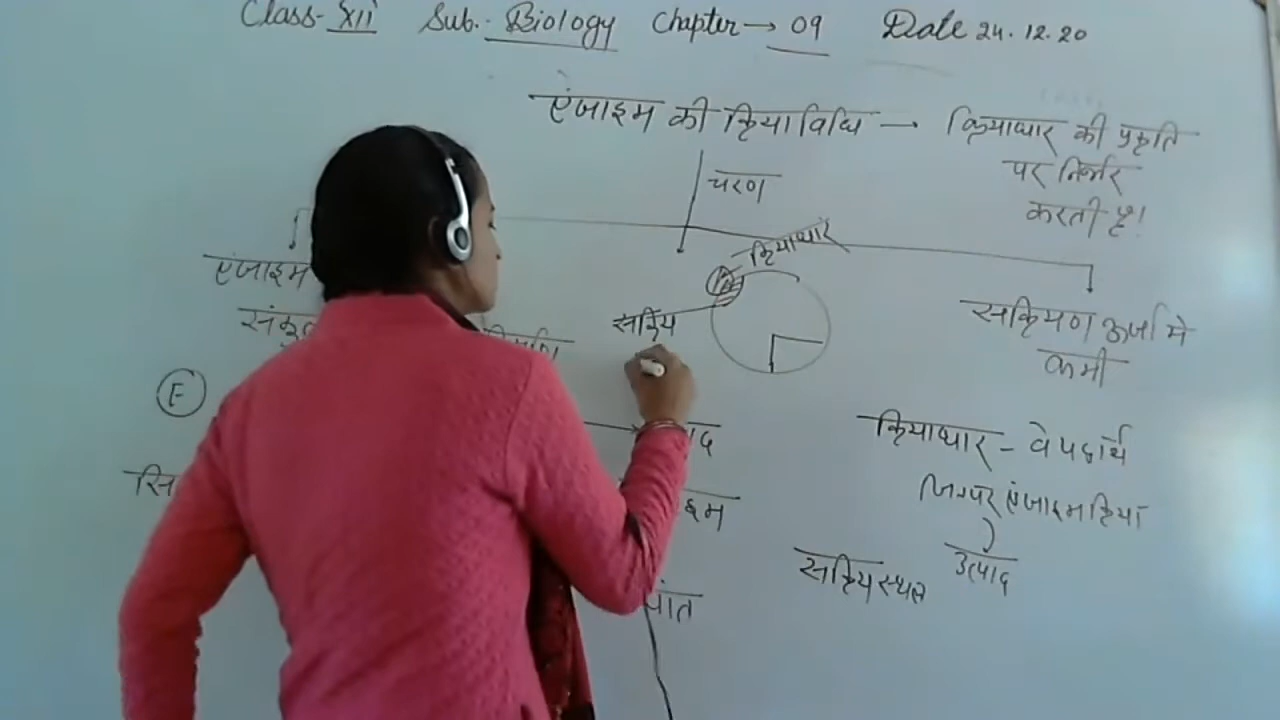 Class- XII Sub.- Biology Chapter → 09 Date 24.12.20
एंजाइम की क्रियाविधि → क्रियाधार की प्रकृति
पर निर्भर
करती है!
चरण
क्रियाधार
एंजाइम
सक्रिय
सक्रियण ऊर्जा मे
कमी
E
क्रियाधार - वे पदार्थ
जिनपर एंजाइम क्रिया
उत्पाद
सक्रिय स्थल